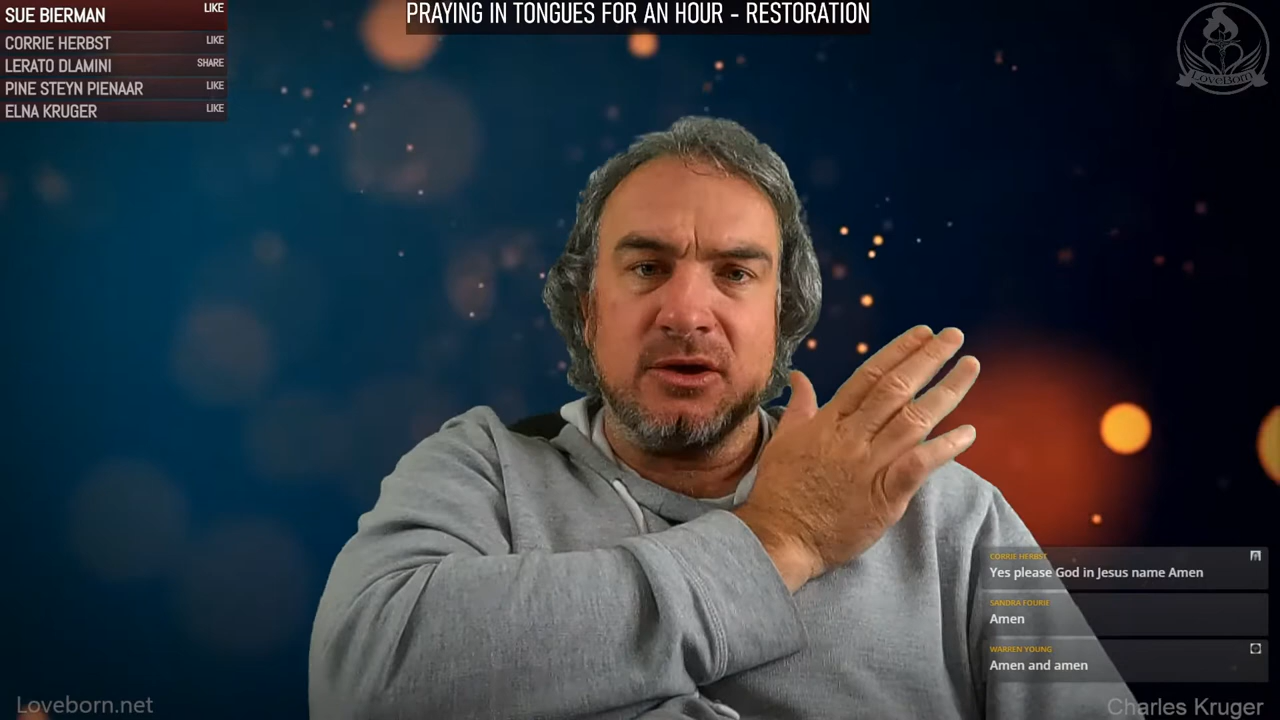 PRAYING IN TONGUES FOR AN HOUR - RESTORATION
SUE BIERMAN LIKE
CORRIE HERBST LIKE
LERATO DLAMINI SHARE
PINE STEYN PIENAAR LIKE
ELNA KRUGER LIKE
LoveBorn
CORRIE HERBST
Yes please God in Jesus name Amen
SANDRA FOURIE
Amen
WARREN YOUNG
Amen and amen
Loveborn.net
Charles Kruger